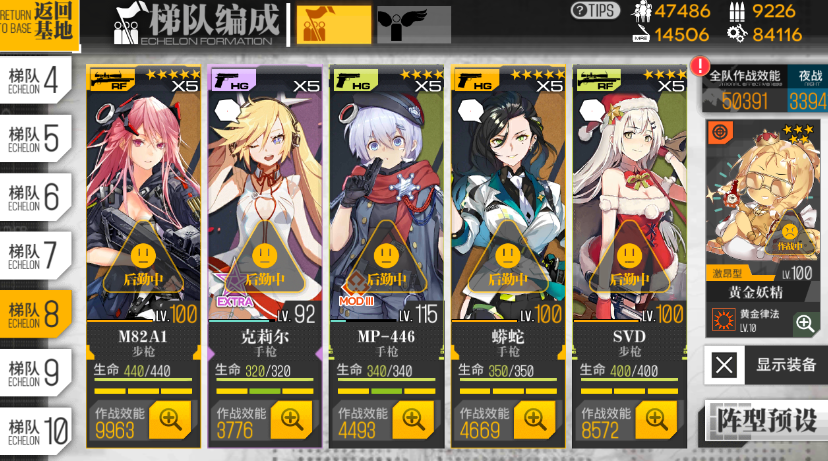 RETURN TO BASE
返回基地
梯队编成
ECHELON FORMATION
? TIPS
47486
9226
MRE
14506
84116
梯队 ECHELON 4
梯队 ECHELON 5
梯队 ECHELON 6
梯队 ECHELON 7
梯队 ECHELON 8
梯队 ECHELON 9
梯队 ECHELON 10
RF
X5
后勤中
LV.100
M82A1
步枪
生命 440/440
作战效能
9963
HG
X5
后勤中
EXTRA
LV.92
克莉尔
手枪
生命 320/320
作战效能
3776
HG
X5
后勤中
MOD III
LV.115
MP-446
手枪
生命 340/340
作战效能
4493
HG
X5
后勤中
LV.100
蟒蛇
手枪
生命 350/350
作战效能
4669
RF
X5
后勤中
LV.100
SVD
步枪
生命 400/400
作战效能
8572
!
全队作战效能
50391
夜战
3394
作战中
激昂型
LV.100
黄金妖精
黄金律法
LV.10
显示装备
阵型预设